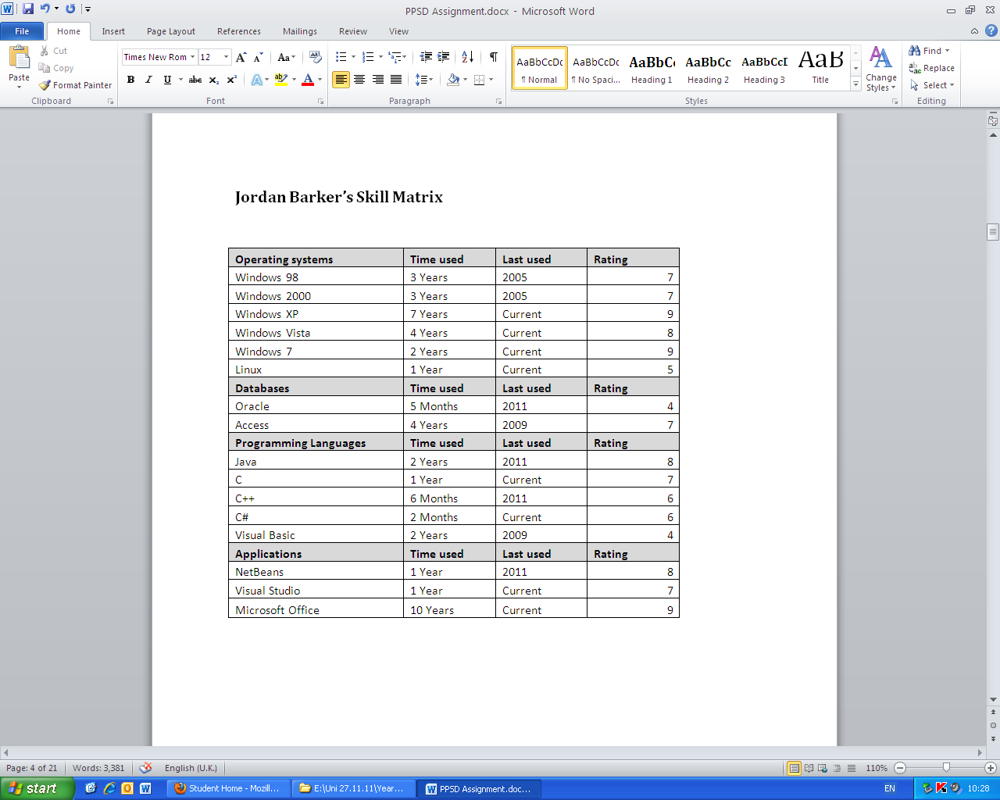 PPSD Assignment.docx - Microsoft Word
File Home Insert Page Layout References Mailings Review View
Paste
Cut
Copy
Format Painter
Clipboard
Times New Rom 12
Font
Paragraph
AaBbCcDc AaBbCcDc AaBbC AaBbCc AaBbCcI AaB
¶ Normal ¶ No Spaci... Heading 1 Heading 2 Heading 3 Title
Change Styles
Styles
Find
Replace
Select
Editing
Jordan Barker’s Skill Matrix
Operating systems Time used Last used Rating
Windows 98 3 Years 2005 7
Windows 2000 3 Years 2005 7
Windows XP 7 Years Current 9
Windows Vista 4 Years Current 8
Windows 7 2 Years Current 9
Linux 1 Year Current 5
Databases Time used Last used Rating
Oracle 5 Months 2011 4
Access 4 Years 2009 7
Programming Languages Time used Last used Rating
Java 2 Years 2011 8
C 1 Year Current 7
C++ 6 Months 2011 6
C# 2 Months Current 6
Visual Basic 2 Years 2009 4
Applications Time used Last used Rating
NetBeans 1 Year 2011 8
Visual Studio 1 Year Current 7
Microsoft Office 10 Years Current 9
Page: 4 of 21 Words: 3,381 English (U.K.) 110%
start Student Home - Mozill... E:\Uni 27.11.11\Year... PPSD Assignment.doc... EN 10:28